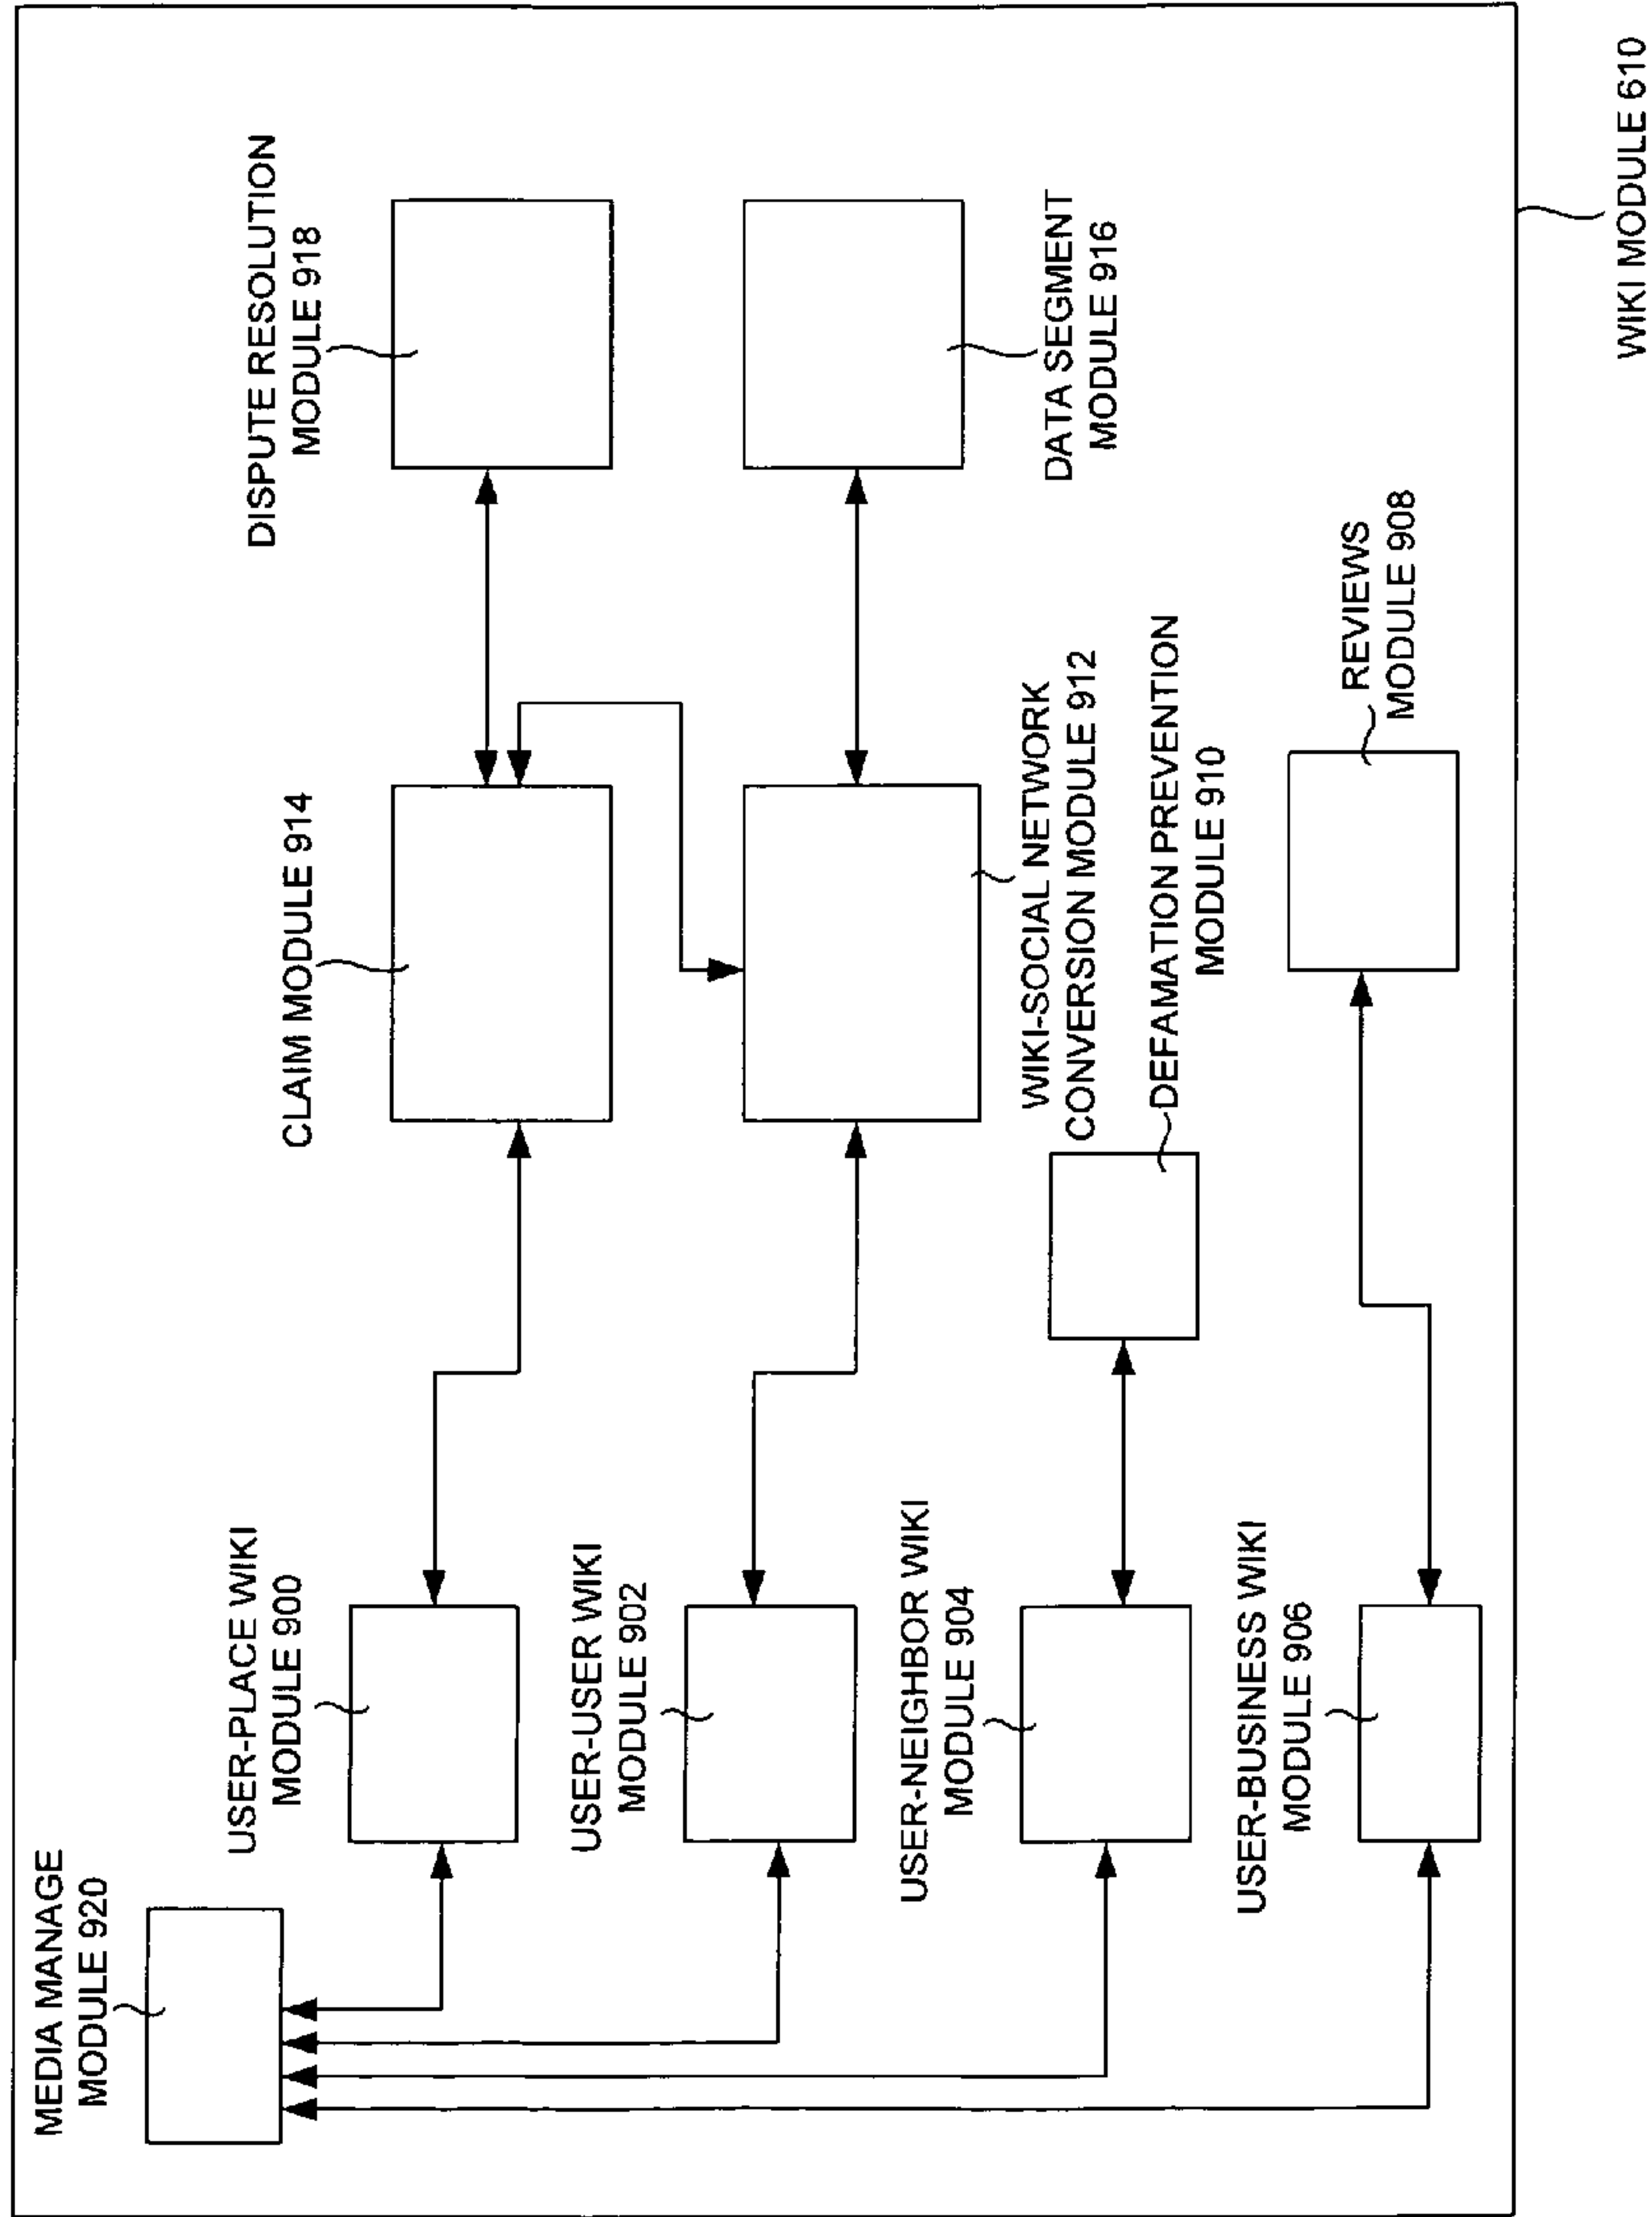 MEDIA MANAGE
MODULE 920
USER-PLACE WIKI
MODULE 900
CLAIM MODULE 914
DISPUTE RESOLUTION
MODULE 918
USER-USER WIKI
MODULE 902
WIKI-SOCIAL NETWORK
CONVERSION MODULE 912
DATA SEGMENT
MODULE 916
USER-NEIGHBOR WIKI
MODULE 904
DEFAMATION PREVENTION
MODULE 910
USER-BUSINESS WIKI
MODULE 906
REVIEWS
MODULE 908
WIKI MODULE 610